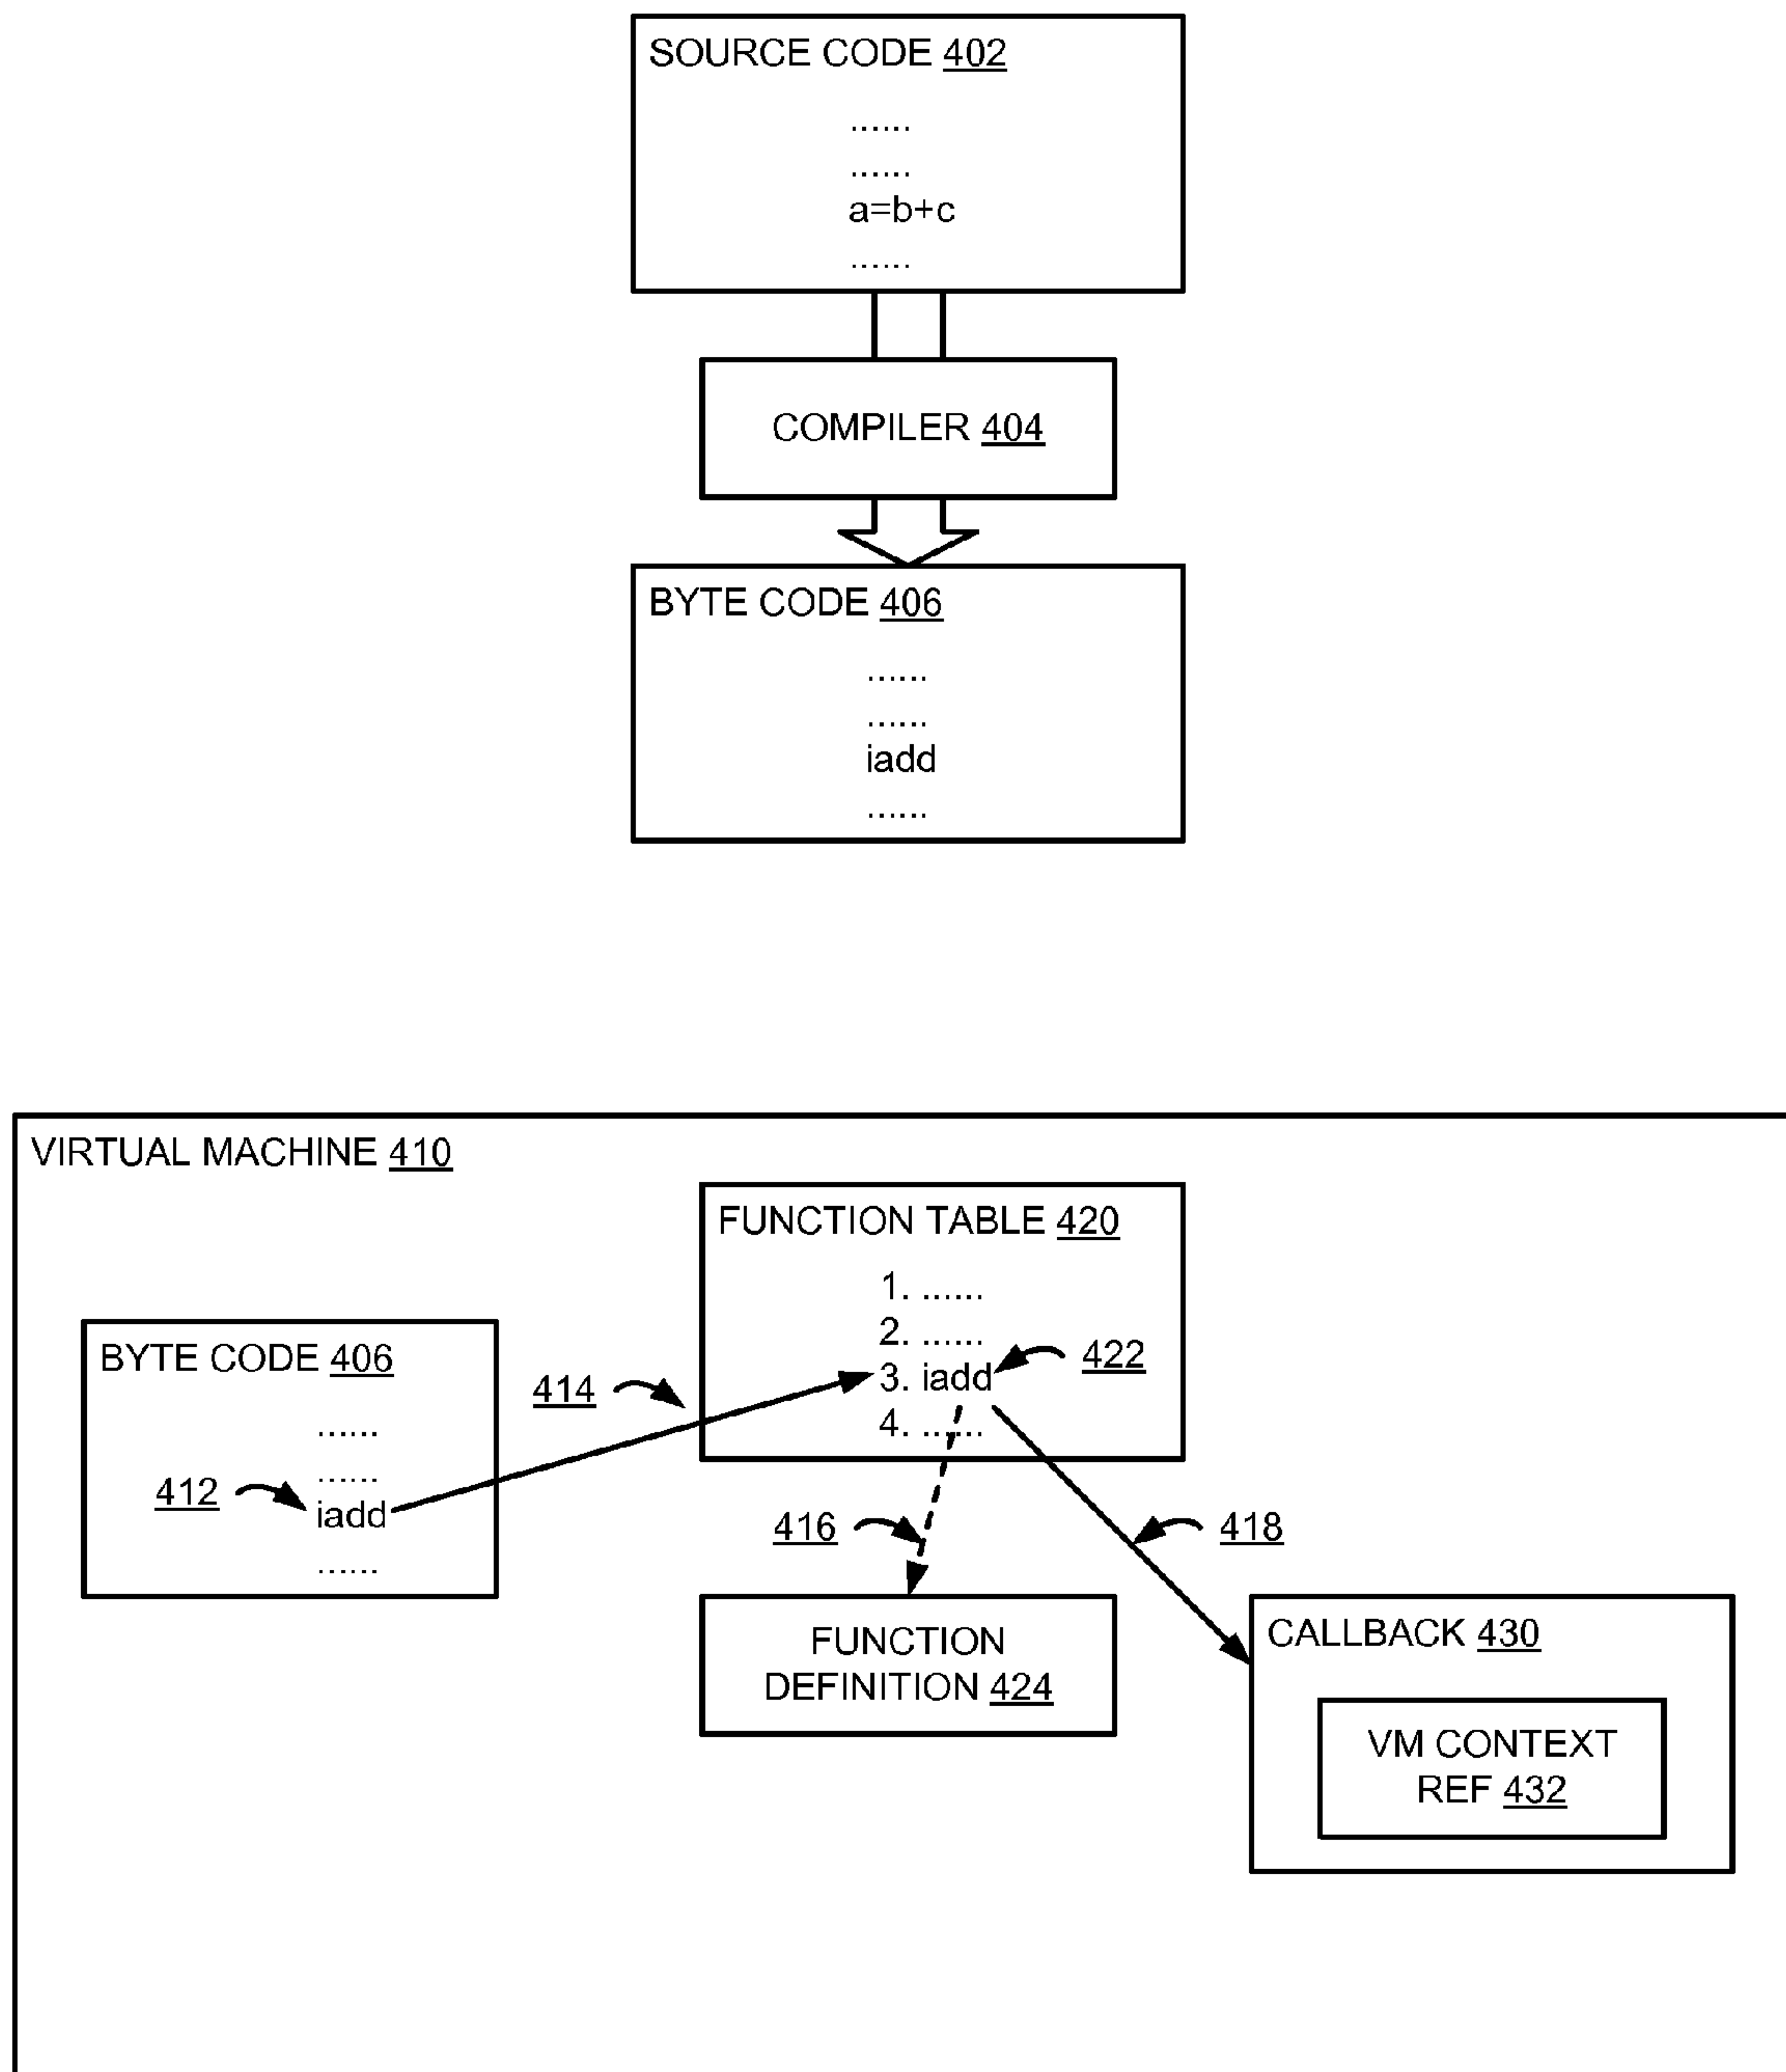 SOURCE CODE 402
......
......
a=b+c
......
COMPILER 404
BYTE CODE 406
......
......
iadd
......
VIRTUAL MACHINE 410
FUNCTION TABLE 420
1. ......
2. ......
3. iadd
4. ......
422
BYTE CODE 406
......
......
iadd
......
412
414
416
418
FUNCTION
DEFINITION 424
CALLBACK 430
VM CONTEXT
REF 432